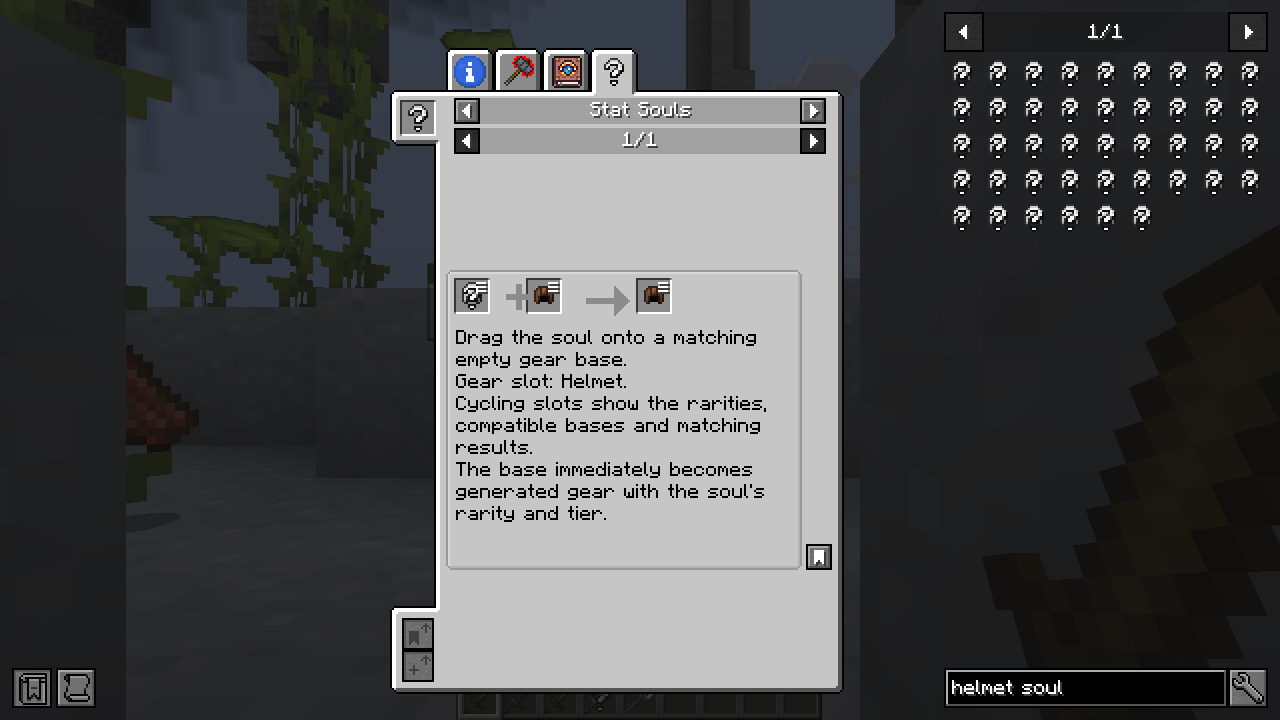 1/1
Stat Souls
1/1
Drag the soul onto a matching
empty gear base.
Gear slot: Helmet.
Cycling slots show the rarities,
compatible bases and matching
results.
The base immediately becomes
generated gear with the soul's
rarity and tier.
helmet soul